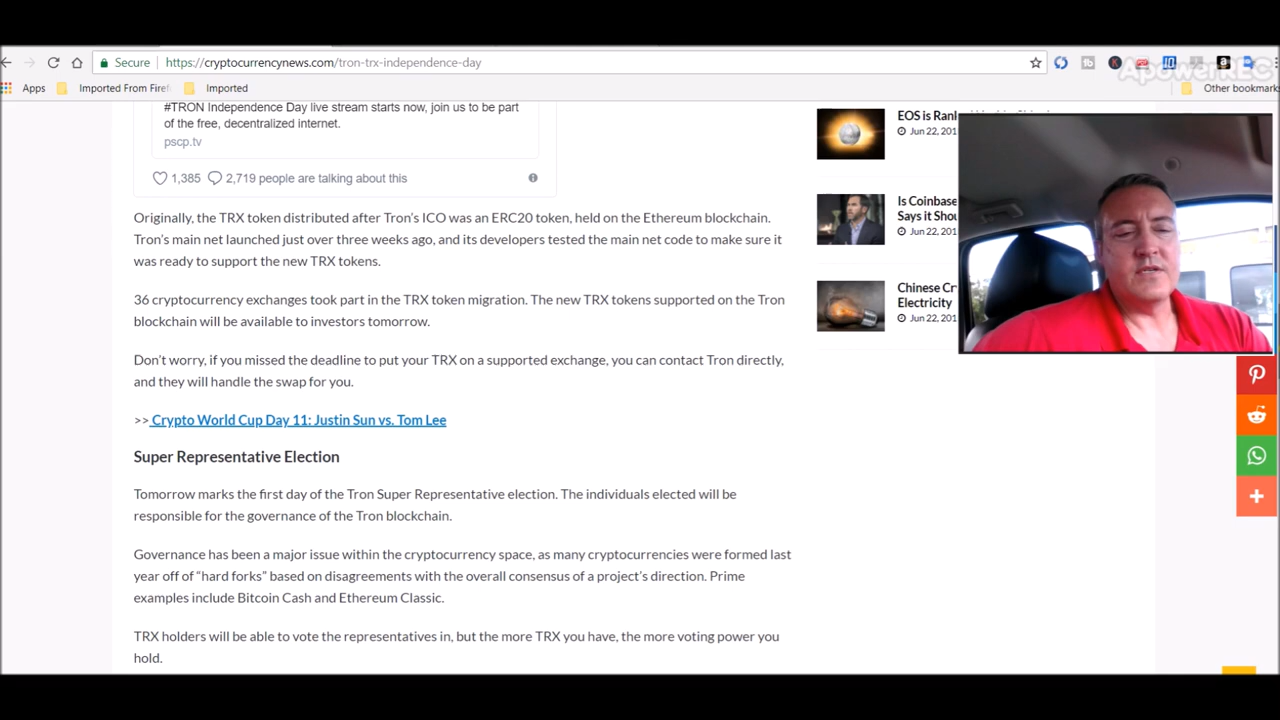 ApowerREC
Secure https://cryptocurrencynews.com/tron-trx-independence-day
Apps Imported From Firef Imported Other bookmark
#TRON Independence Day live stream starts now, join us to be part
of the free, decentralized internet.
pscp.tv
1,385 2,719 people are talking about this
Originally, the TRX token distributed after Tron’s ICO was an ERC20 token, held on the Ethereum blockchain.
Tron’s main net launched just over three weeks ago, and its developers tested the main net code to make sure it
was ready to support the new TRX tokens.
36 cryptocurrency exchanges took part in the TRX token migration. The new TRX tokens supported on the Tron
blockchain will be available to investors tomorrow.
Don’t worry, if you missed the deadline to put your TRX on a supported exchange, you can contact Tron directly,
and they will handle the swap for you.
>> Crypto World Cup Day 11: Justin Sun vs. Tom Lee
Super Representative Election
Tomorrow marks the first day of the Tron Super Representative election. The individuals elected will be
responsible for the governance of the Tron blockchain.
Governance has been a major issue within the cryptocurrency space, as many cryptocurrencies were formed last
year off of “hard forks” based on disagreements with the overall consensus of a project’s direction. Prime
examples include Bitcoin Cash and Ethereum Classic.
TRX holders will be able to vote the representatives in, but the more TRX you have, the more voting power you
hold.
EOS is Rank
Jun 22, 201
Is Coinbase
Says it Shou
Jun 22, 201
Chinese Cr
Electricity
Jun 22, 201